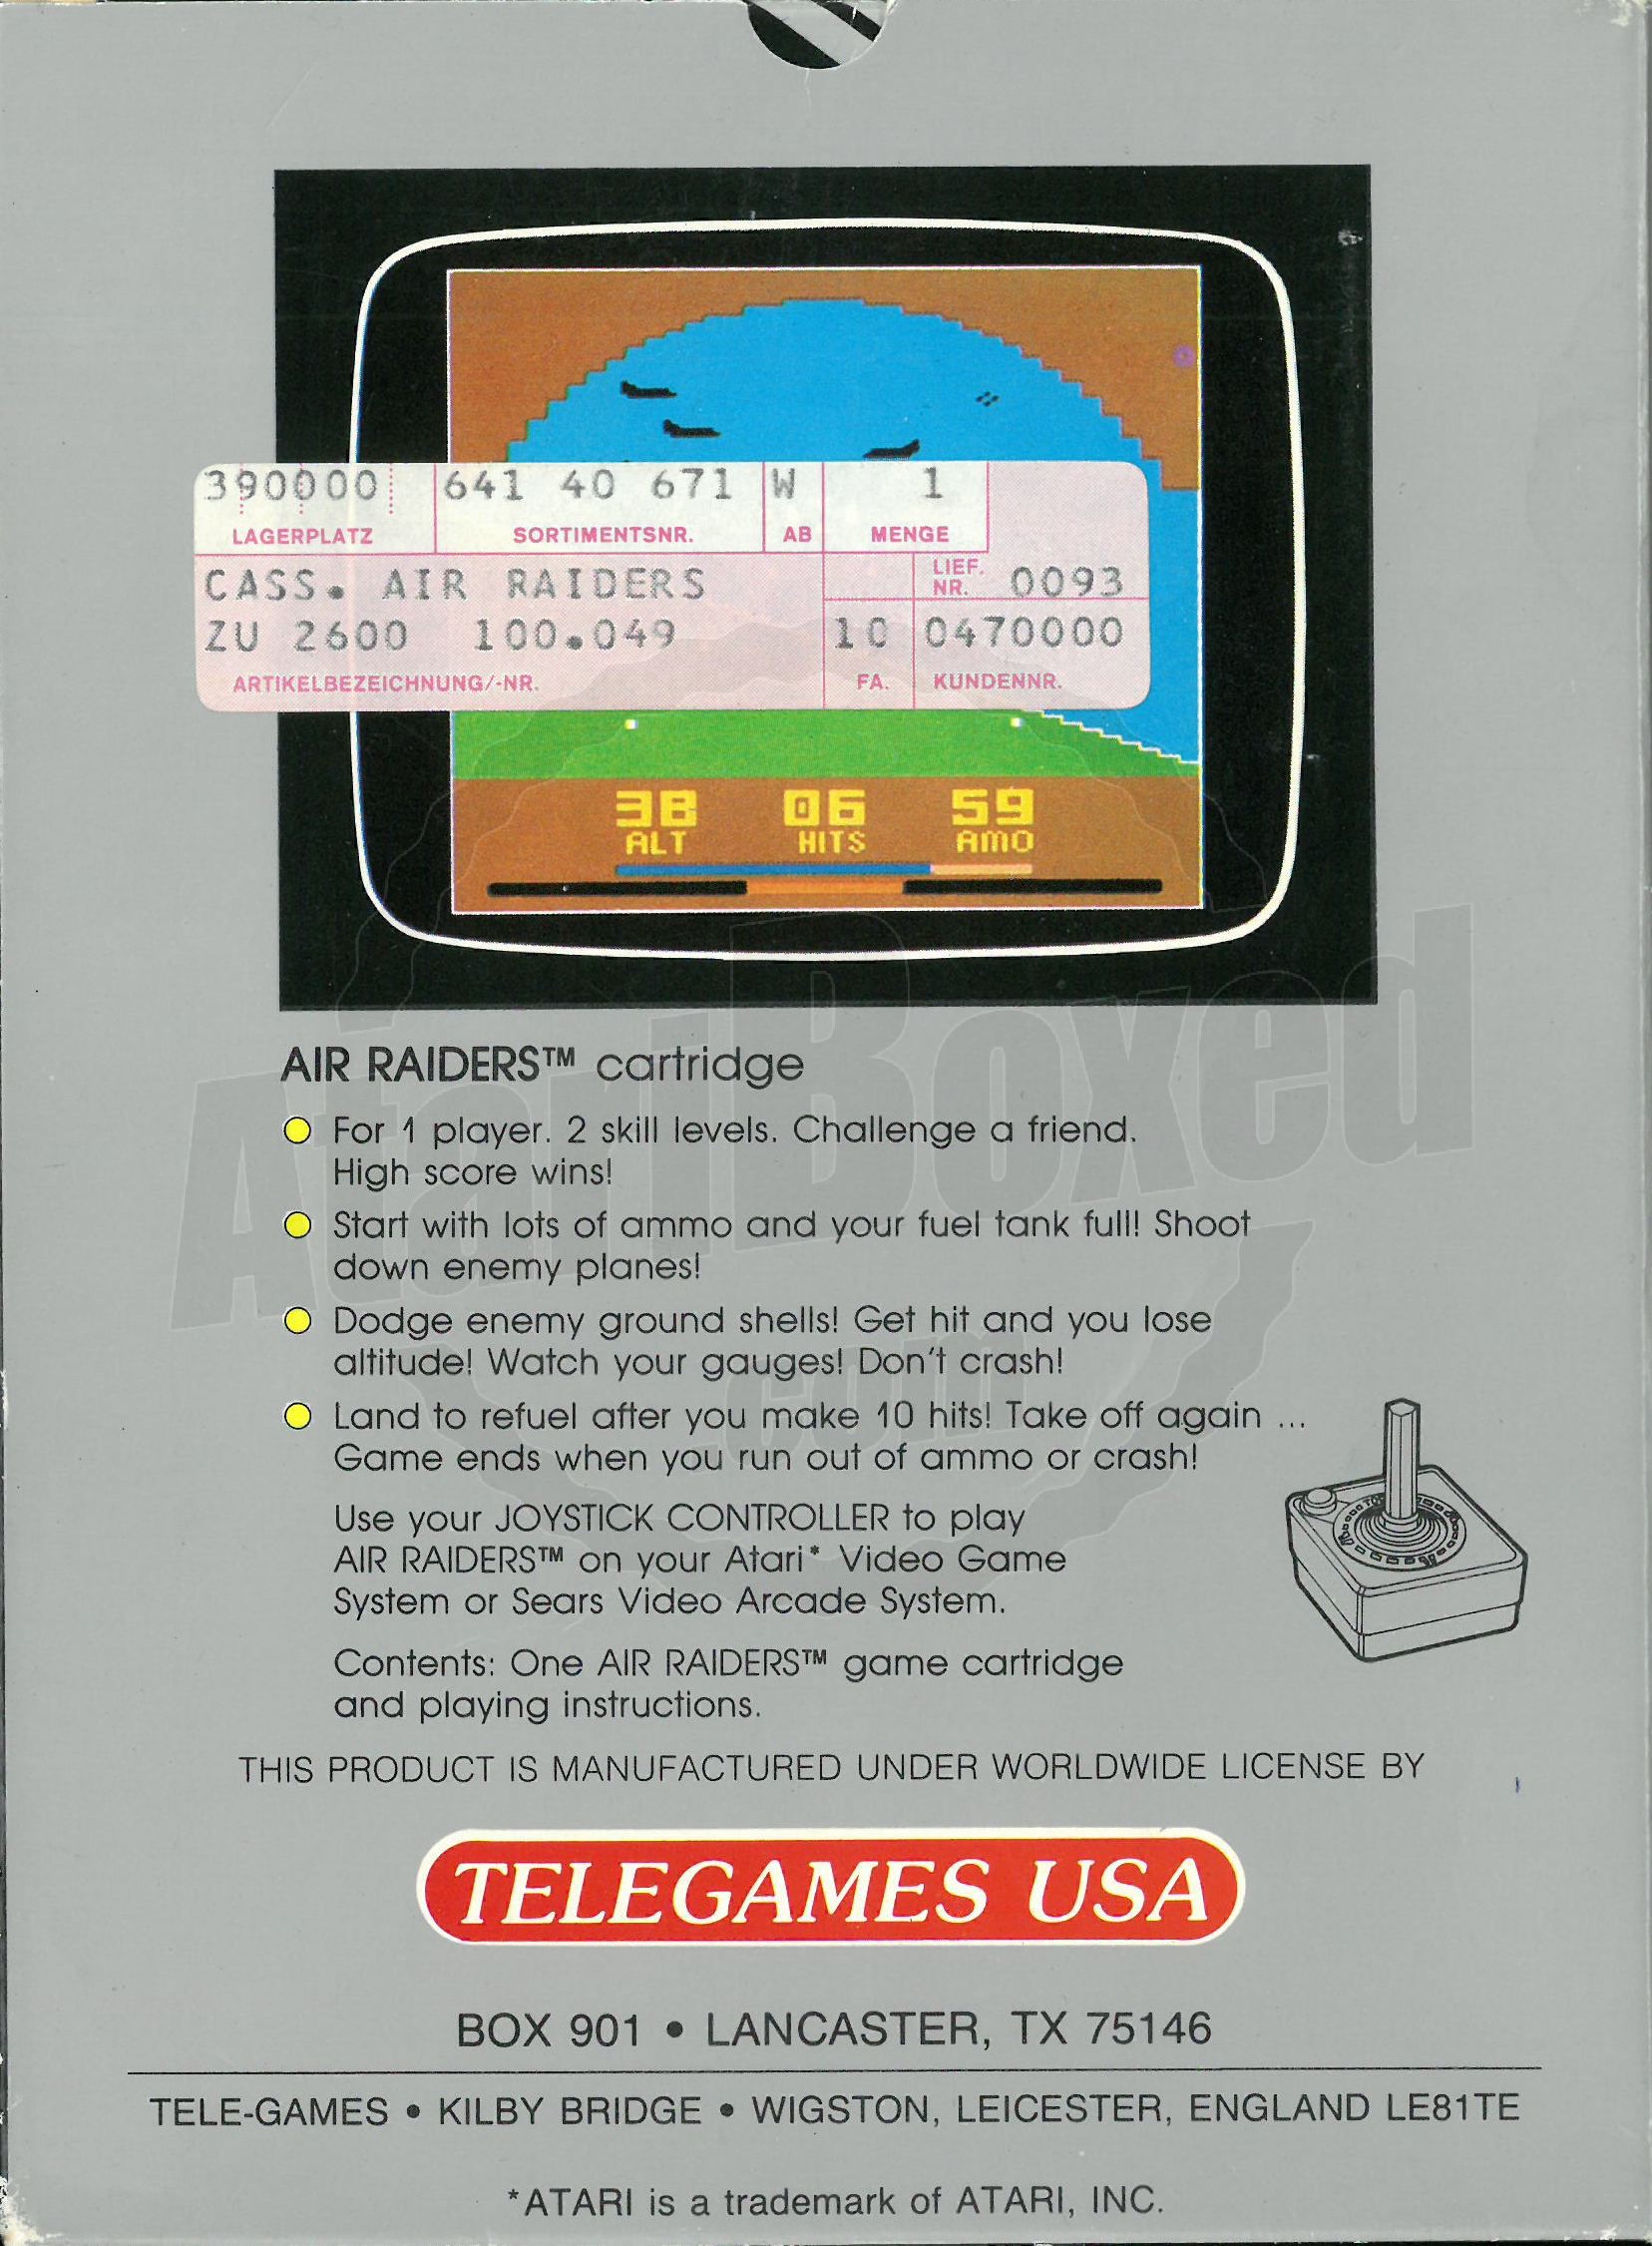 390000 641 40 671 W 1
LAGERPLATZ SORTIMENTSNR. AB MENGE
CASS. AIR RAIDERS LIEF. NR. 0093
ZU 2600 100.049 10 0470000
ARTIKELBEZEICHNUNG/-NR. FA. KUNDENNR.
38 06 59
ALT HITS AMO
AIR RAIDERS™ cartridge
For 1 player. 2 skill levels. Challenge a friend.
High score wins!
Start with lots of ammo and your fuel tank full! Shoot
down enemy planes!
Dodge enemy ground shells! Get hit and you lose
altitude! Watch your gauges! Don't crash!
Land to refuel after you make 10 hits! Take off again ...
Game ends when you run out of ammo or crash!
Use your JOYSTICK CONTROLLER to play
AIR RAIDERS™ on your Atari* Video Game
System or Sears Video Arcade System.
Contents: One AIR RAIDERS™ game cartridge
and playing instructions.
THIS PRODUCT IS MANUFACTURED UNDER WORLDWIDE LICENSE BY
TELEGAMES USA
BOX 901 • LANCASTER, TX 75146
TELE-GAMES • KILBY BRIDGE • WIGSTON, LEICESTER, ENGLAND LE81TE
*ATARI is a trademark of ATARI, INC.
AtariBoxed
com